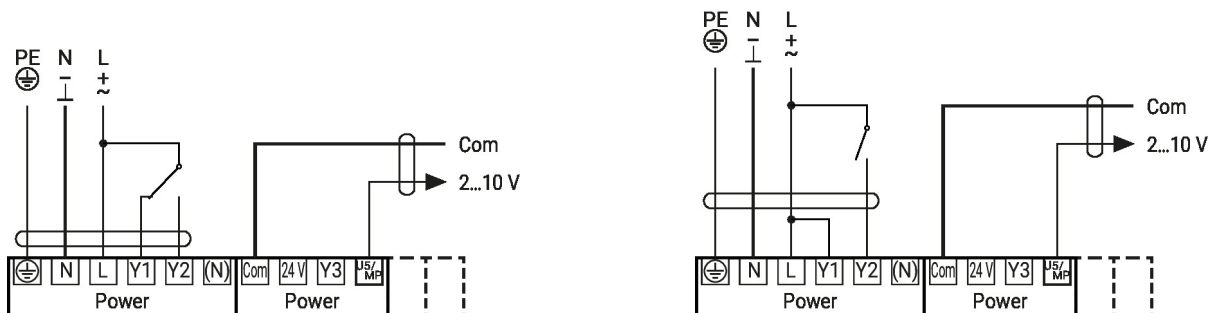 PE N L
− +
~
Com
2...10 V
N L Y1 Y2 (N) Com 24 V Y3 U5/MP
Power Power
PE N L
− +
~
Com
2...10 V
N L Y1 Y2 (N) Com 24 V Y3 U5/MP
Power Power